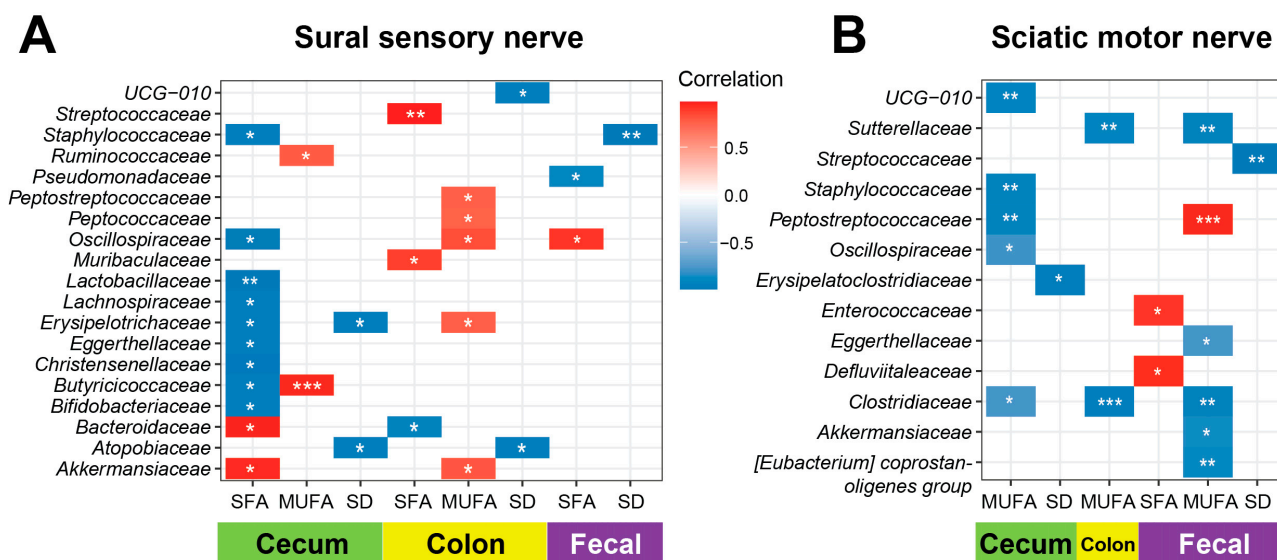 A
Sural sensory nerve
UCG−010
Streptococcaceae
Staphylococcaceae
Ruminococcaceae
Pseudomonadaceae
Peptostreptococcaceae
Peptococcaceae
Oscillospiraceae
Muribaculaceae
Lactobacillaceae
Lachnospiraceae
Erysipelotrichaceae
Eggerthellaceae
Christensenellaceae
Butyricicoccaceae
Bifidobacteriaceae
Bacteroidaceae
Atopobiaceae
Akkermansiaceae
*
**
* **
*
*
*
*
* * *
*
**
*
* * *
*
*
* ***
*
* *
* *
* *
SFA MUFA SD SFA MUFA SD SFA SD
Cecum Colon Fecal
Correlation
0.5
0.0
−0.5
B
Sciatic motor nerve
UCG−010
Sutterellaceae
Streptococcaceae
Staphylococcaceae
Peptostreptococcaceae
Oscillospiraceae
Erysipelatoclostridiaceae
Enterococcaceae
Eggerthellaceae
Defluviitaleaceae
Clostridiaceae
Akkermansiaceae
[Eubacterium] coprostan-
oligenes group
**
** **
**
**
** ***
*
*
*
*
*
* *** **
*
**
MUFA SD MUFA SFA MUFA SD
Cecum Colon Fecal